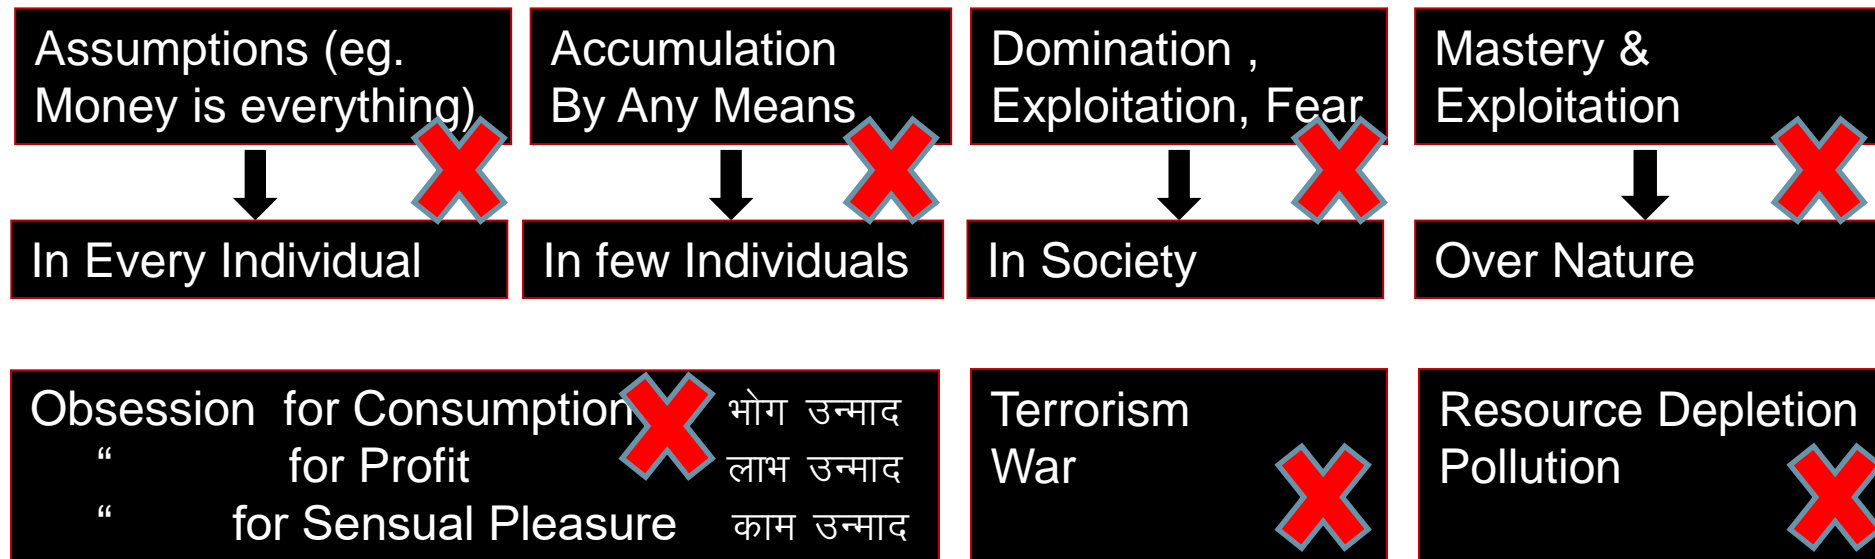 Assumptions (eg.
Money is everything)
Accumulation
By Any Means
Domination ,
Exploitation, Fear
Mastery &
Exploitation
In Every Individual
In few Individuals
In Society
Over Nature
Obsession for Consumption भोग उन्माद
“ for Profit लाभ उन्माद
“ for Sensual Pleasure काम उन्माद
Terrorism
War
Resource Depletion
Pollution